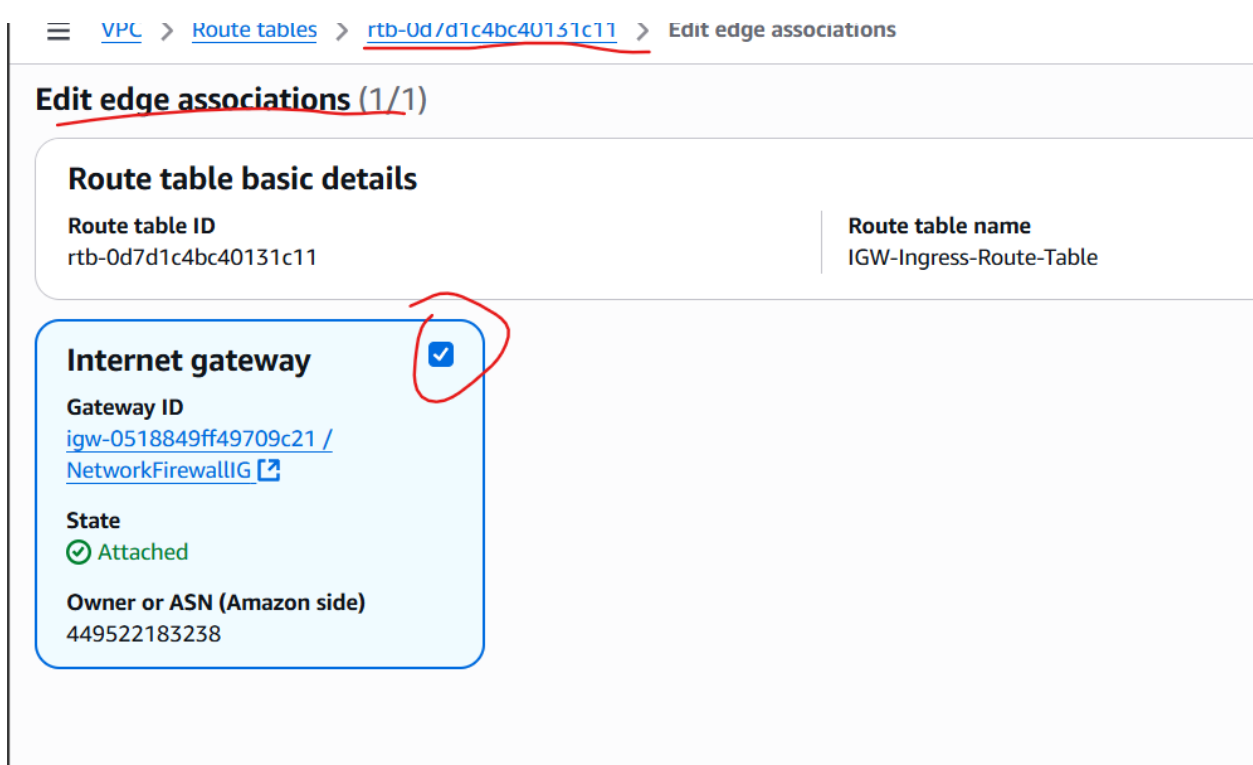 VPC > Route tables > rtb-0d7d1c4bc40131c11 > Edit edge associations
Edit edge associations (1/1)
Route table basic details
Route table ID
rtb-0d7d1c4bc40131c11
Route table name
IGW-Ingress-Route-Table
Internet gateway
Gateway ID
igw-0518849ff49709c21 /
NetworkFirewallIG
State
Attached
Owner or ASN (Amazon side)
449522183238